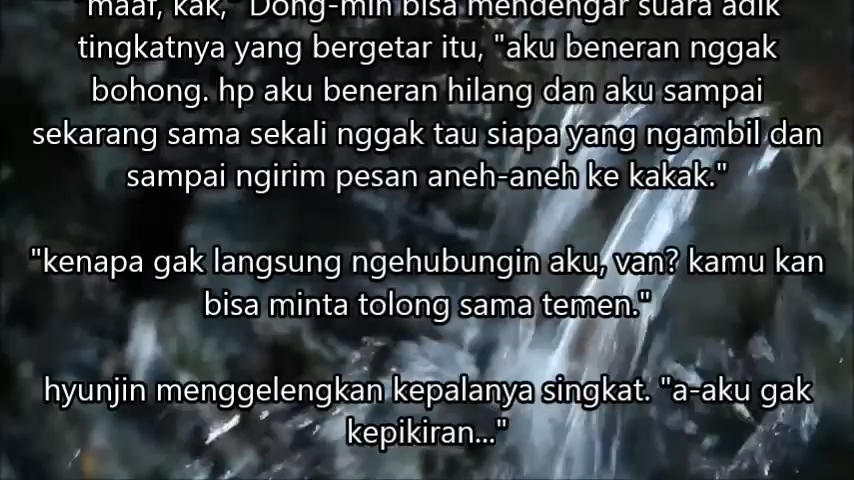 "maaf, kak," Dong-min bisa mendengar suara adik
tingkatnya yang bergetar itu, "aku beneran nggak
bohong. hp aku beneran hilang dan aku sampai
sekarang sama sekali nggak tau siapa yang ngambil dan
sampai ngirim pesan aneh-aneh ke kakak."
"kenapa gak langsung ngehubungin aku, van? kamu kan
bisa minta tolong sama temen."
hyunjin menggelengkan kepalanya singkat. "a-aku gak
kepikiran..."